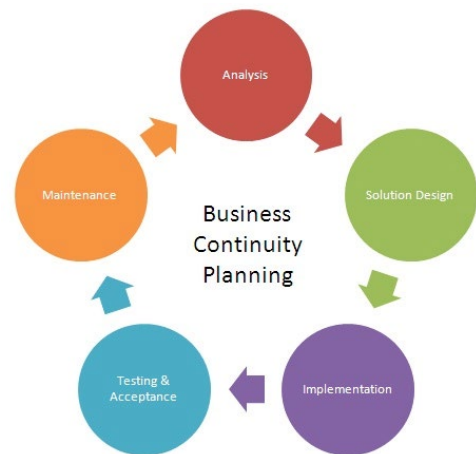 Analysis
Solution Design
Implementation
Testing &
Acceptance
Maintenance
Business
Continuity
Planning